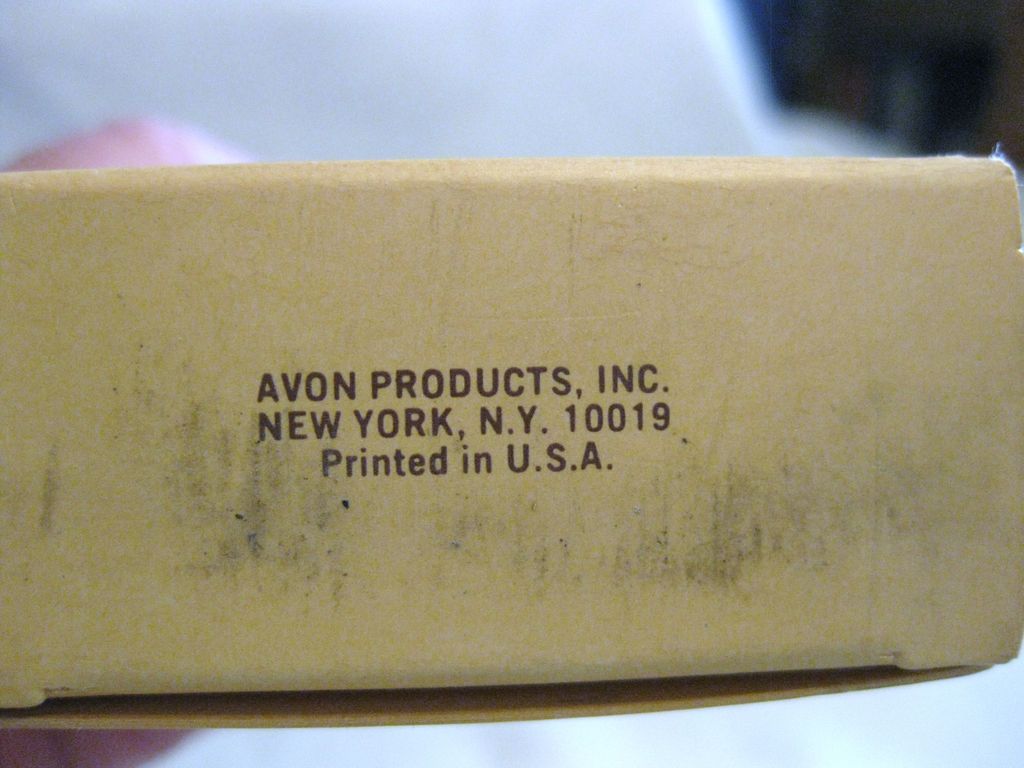 AVON PRODUCTS, INC.
NEW YORK, N.Y. 10019
Printed in U.S.A.